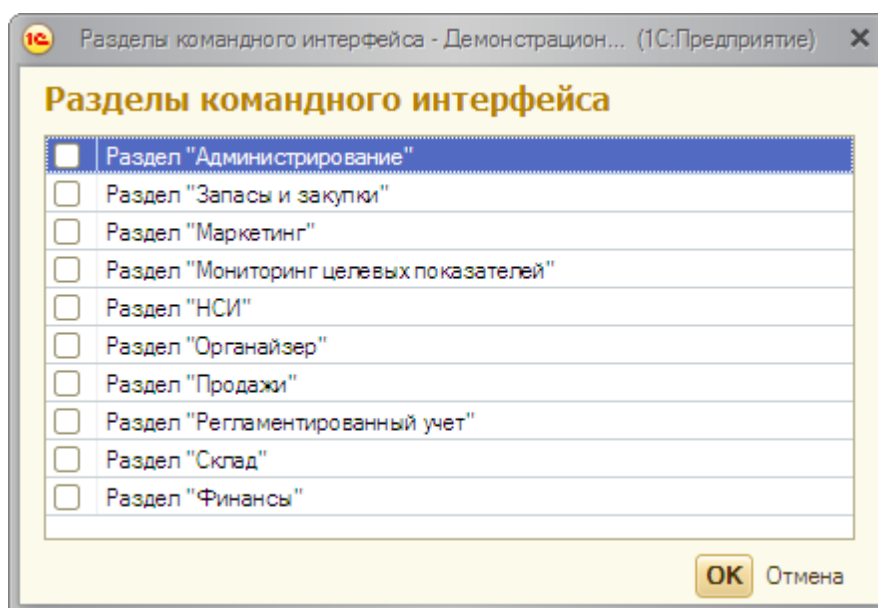 1С Разделы командного интерфейса - Демонстрацион... (1С:Предприятие)
Разделы командного интерфейса
Раздел "Администрирование"
Раздел "Запасы и закупки"
Раздел "Маркетинг"
Раздел "Мониторинг целевых показателей"
Раздел "НСИ"
Раздел "Органайзер"
Раздел "Продажи"
Раздел "Регламентированный учет"
Раздел "Склад"
Раздел "Финансы"
OK Отмена